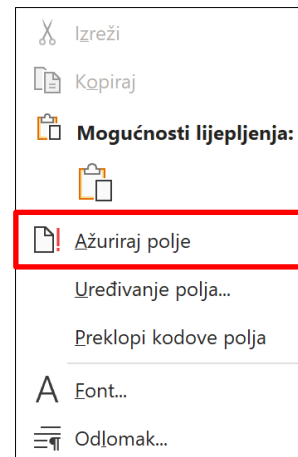 Izreži
Kopiraj
Mogućnosti lijepljenja:
Ažuriraj polje
Uređivanje polja...
Preklopi kodove polja
Font...
Odlomak...